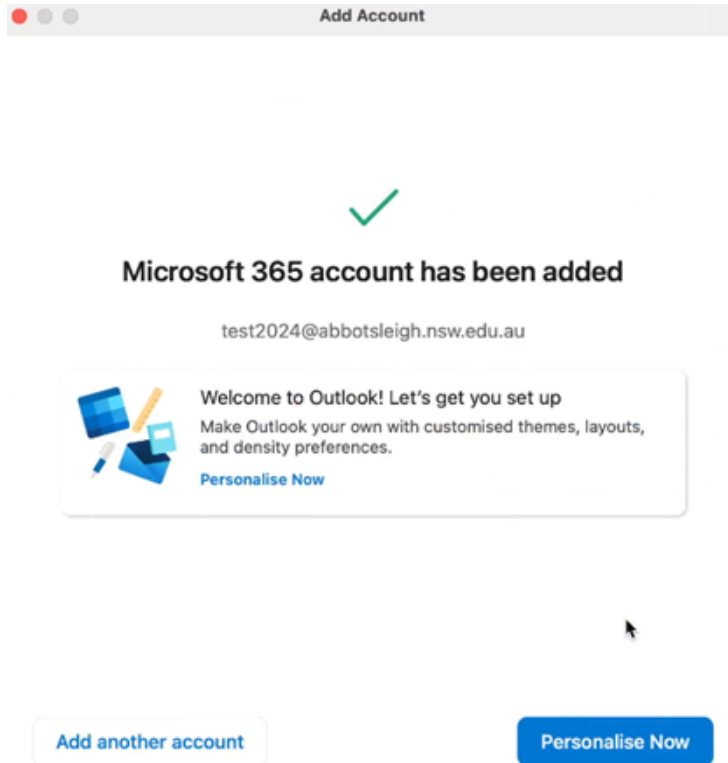 Add Account
Microsoft 365 account has been added
test2024@abbotsleigh.nsw.edu.au
Welcome to Outlook! Let's get you set up
Make Outlook your own with customised themes, layouts,
and density preferences.
Personalise Now
Add another account
Personalise Now